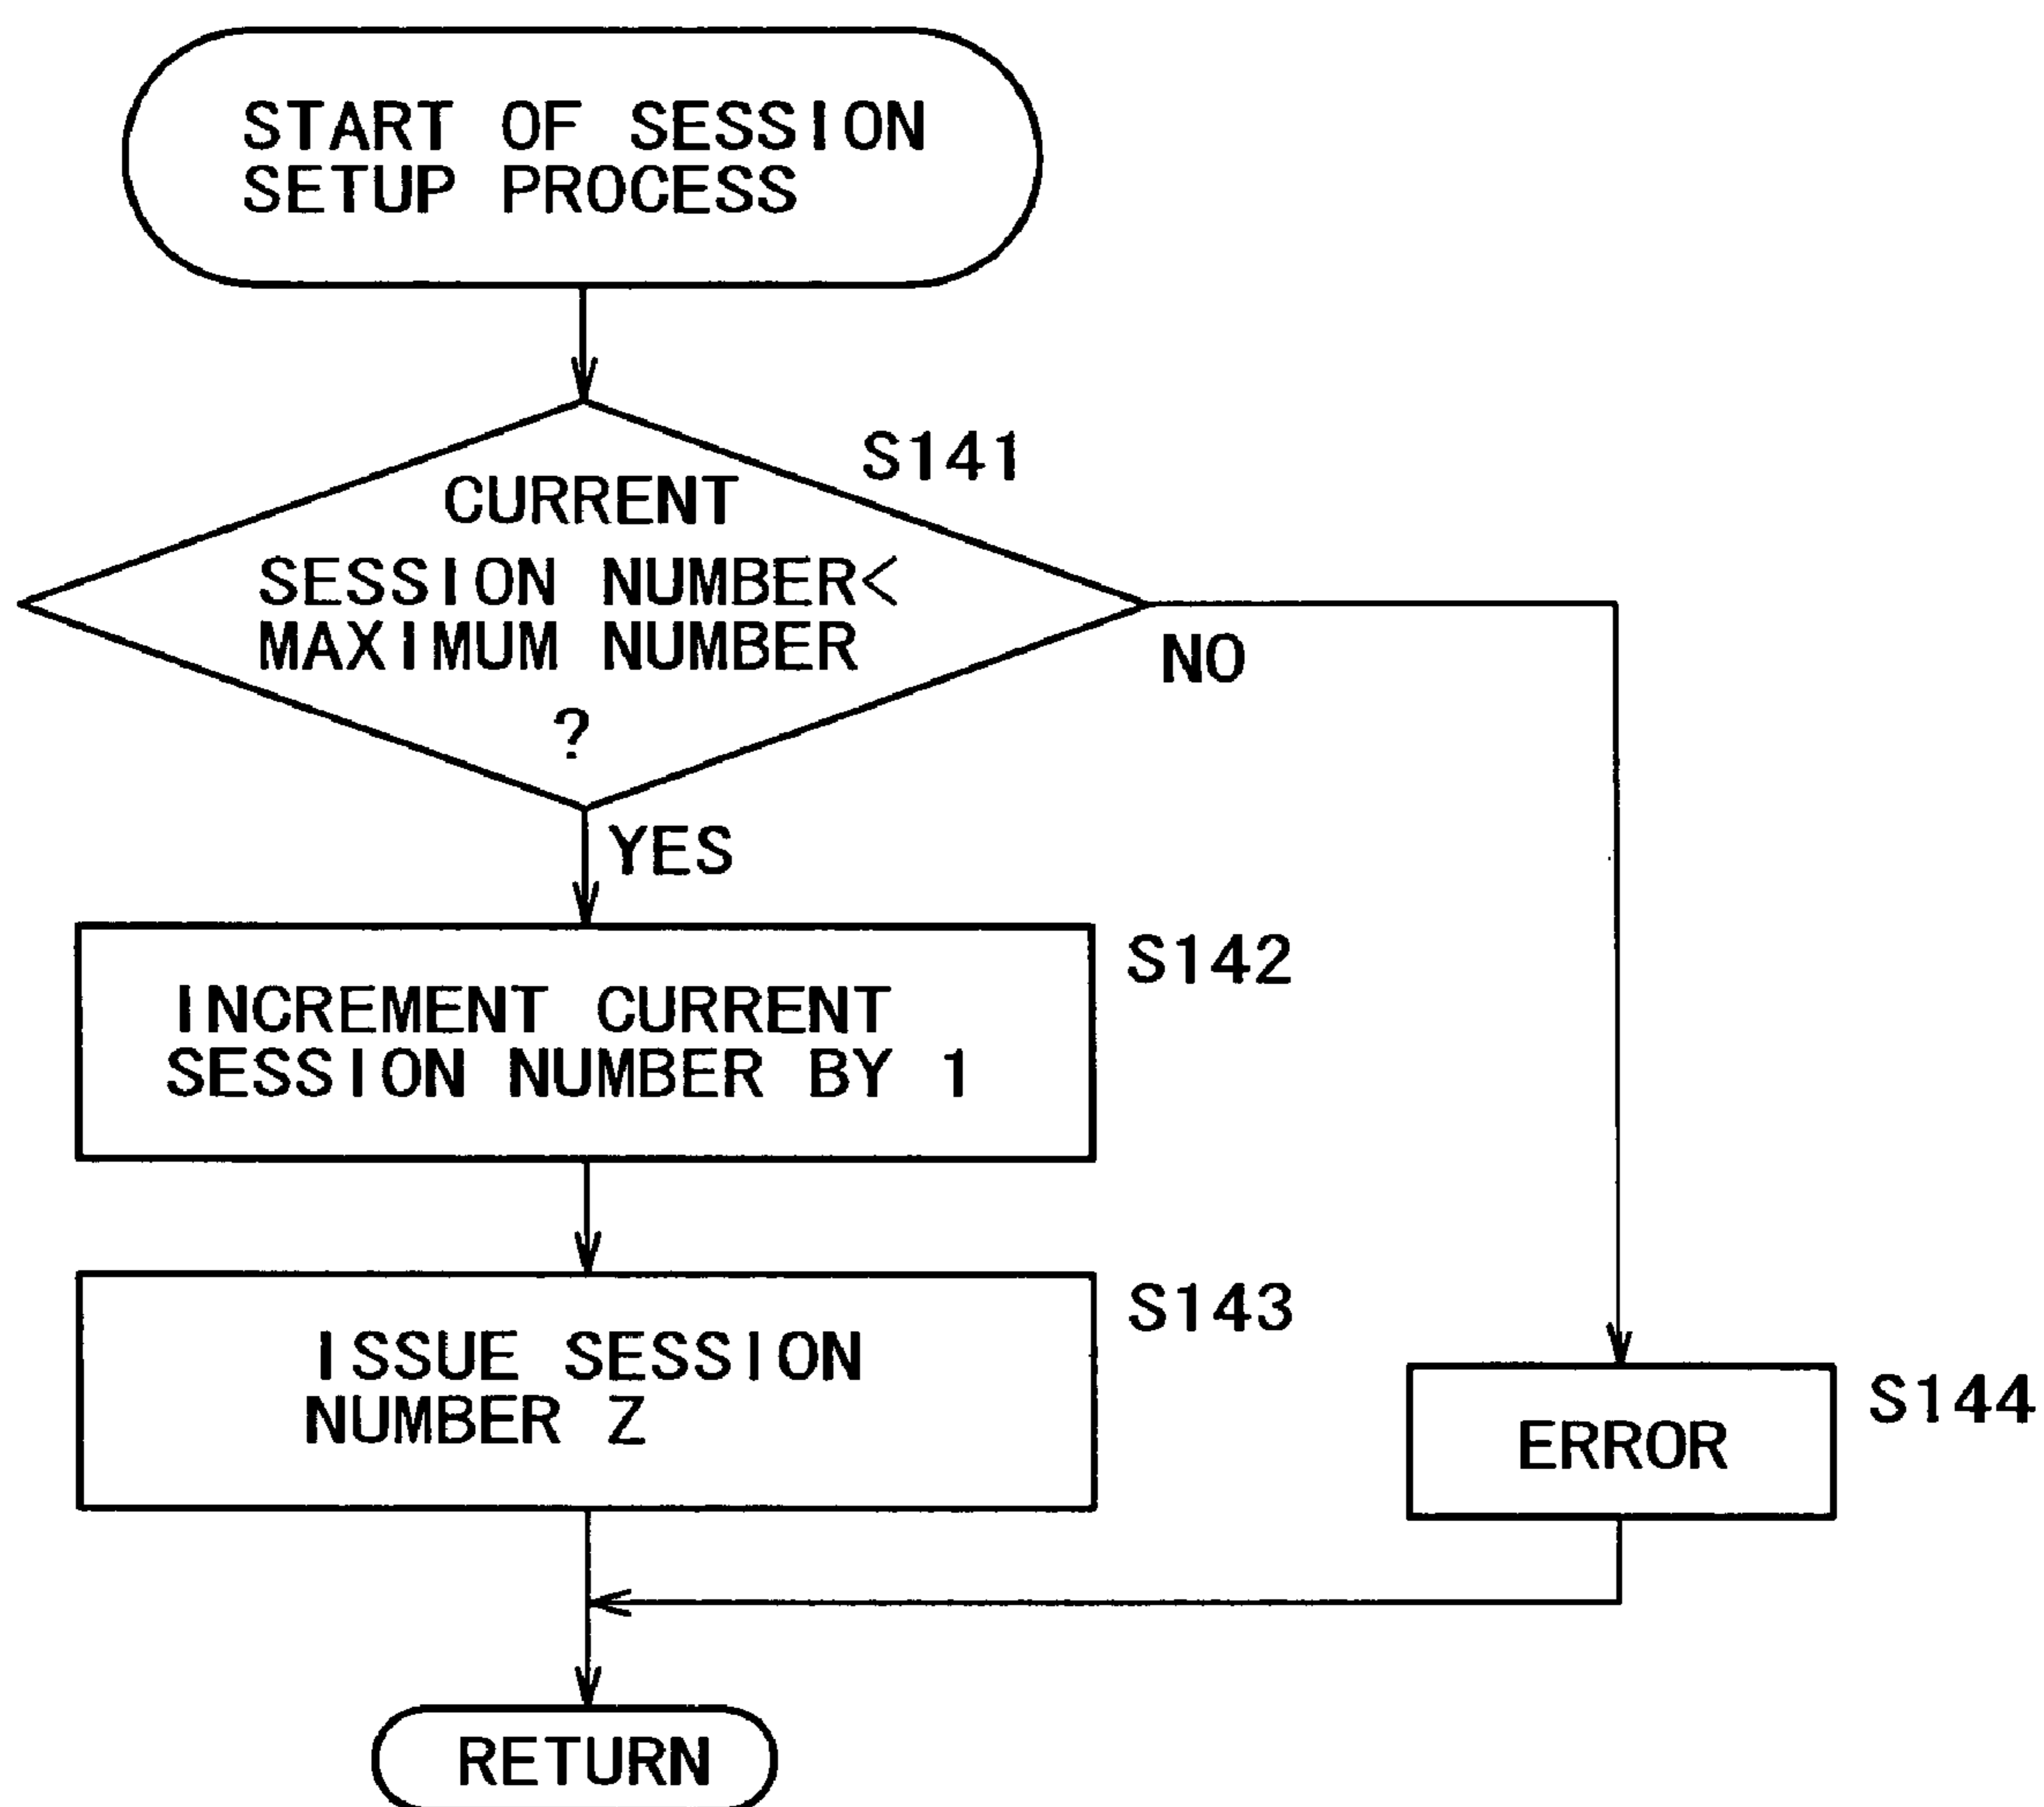 START OF SESSION
SETUP PROCESS
S141
CURRENT
SESSION NUMBER<
MAXIMUM NUMBER
?
NO
YES
S142
INCREMENT CURRENT
SESSION NUMBER BY 1
S143
ISSUE SESSION
NUMBER Z
S144
ERROR
RETURN